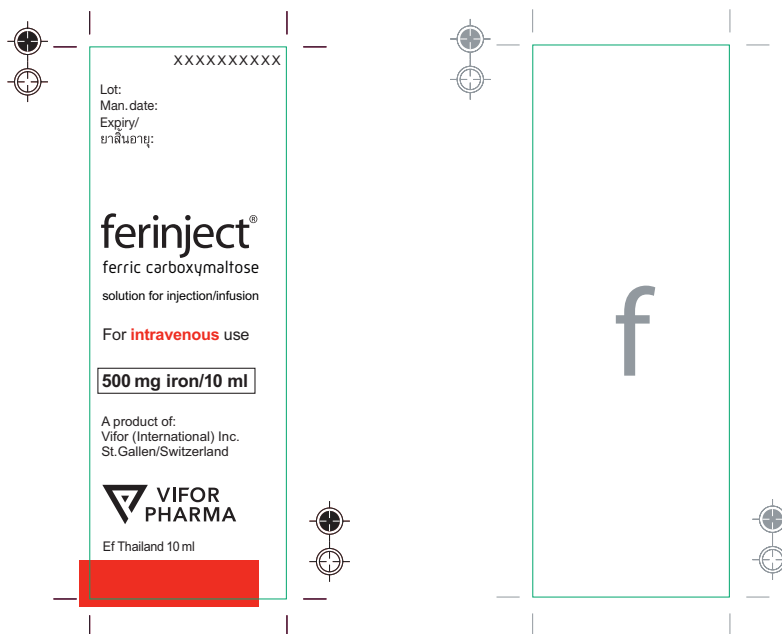 XXXXXXXXXX
Lot:
Man.date:
Expiry/
ยาสิ้นอายุ:
ferinject®
ferric carboxymaltose
solution for injection/infusion
For intravenous use
500 mg iron/10 ml
A product of:
Vifor (International) Inc.
St.Gallen/Switzerland
VIFOR
PHARMA
Ef Thailand 10 ml
f